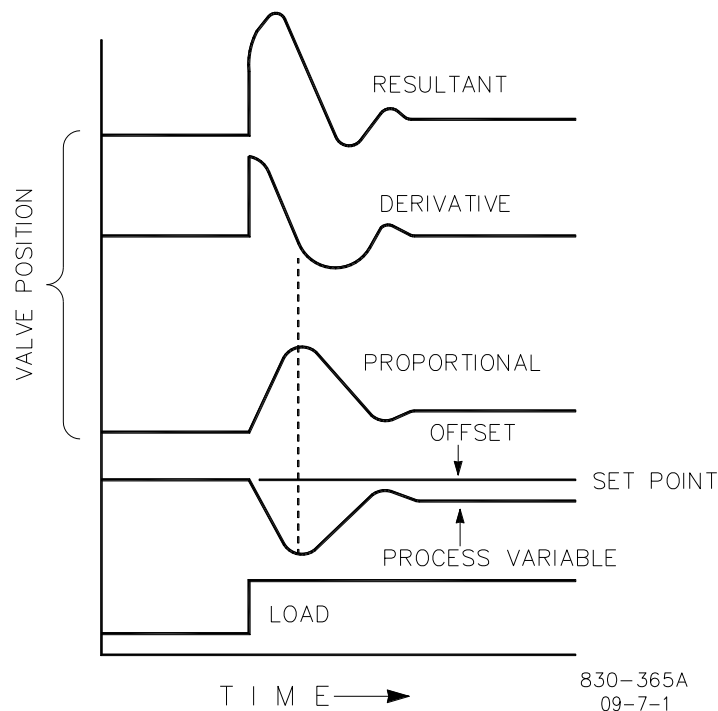 RESULTANT
DERIVATIVE
VALVE POSITION
PROPORTIONAL
OFFSET
SET POINT
PROCESS VARIABLE
LOAD
TIME
830-365A
09-7-1